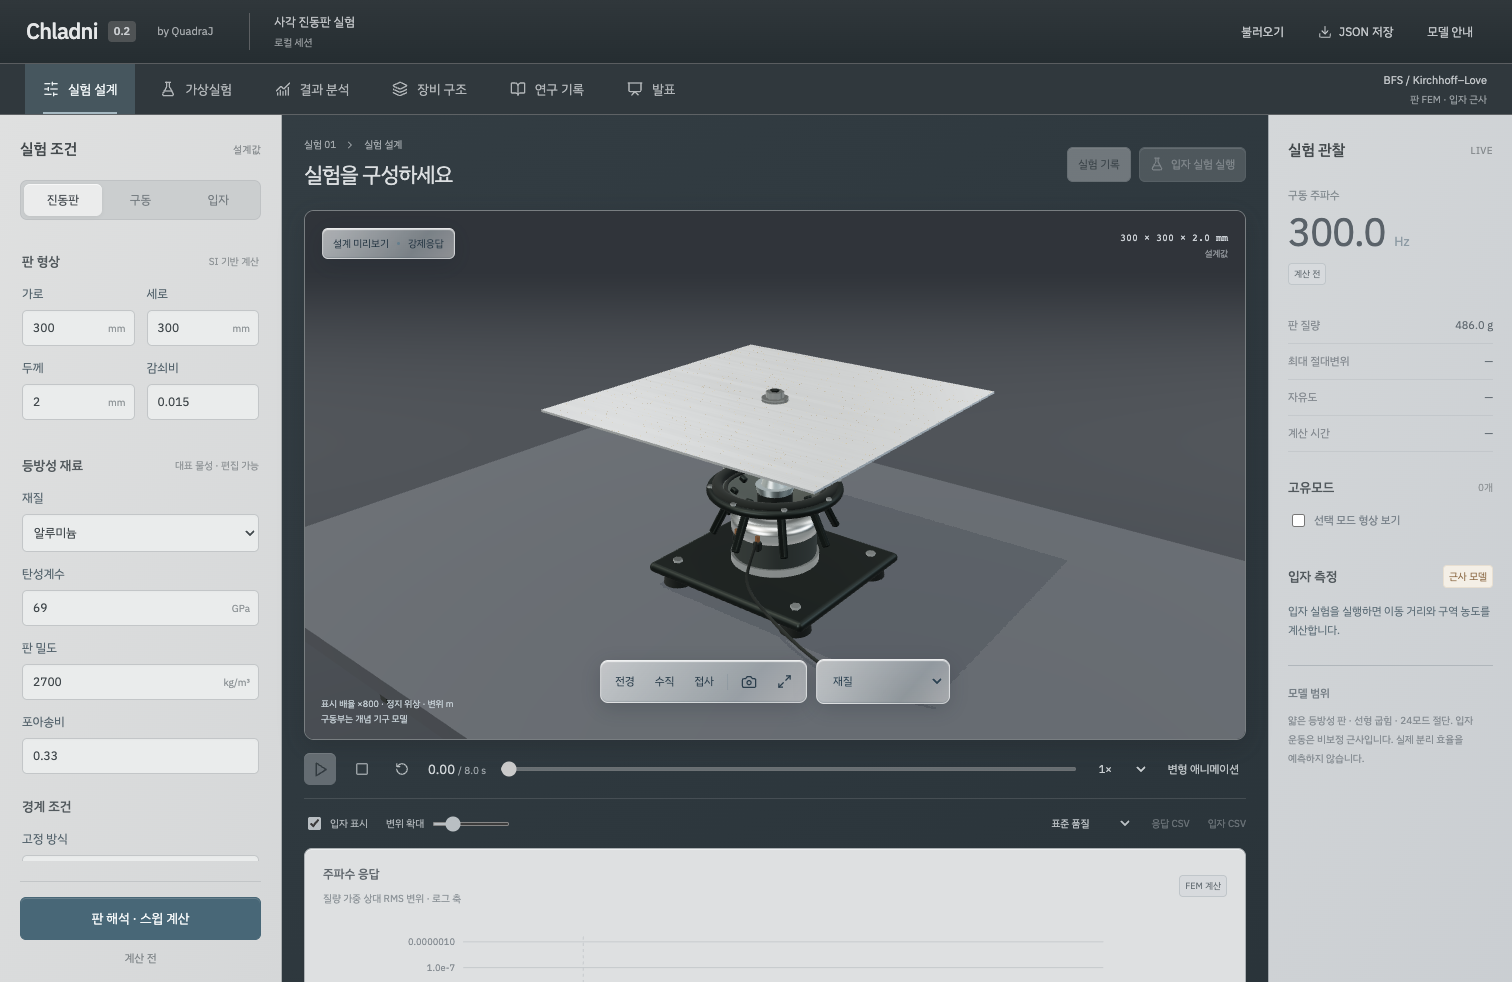 Chladni 0.2 by QuadraJ
사각 진동판 실험
로컬 세션
불러오기 JSON 저장 모델 안내
실험 설계 가상실험 결과 분석 장비 구조 연구 기록 발표
BFS / Kirchhoff–Love
판 FEM · 입자 근사
실험 조건 설계값
진동판 구동 입자
판 형상 SI 기반 계산
가로 세로
300 mm 300 mm
두께 감쇠비
2 mm 0.015
등방성 재료 대표 물성 · 편집 가능
재질
알루미늄
탄성계수
69 GPa
판 밀도
2700 kg/m³
포아송비
0.33
경계 조건
고정 방식
판 해석 · 스윕 계산
계산 전
실험 01 > 실험 설계
실험을 구성하세요
실험 기록 입자 실험 실행
설계 미리보기 · 강제응답
300 × 300 × 2.0 mm
설계값
전경 수직 접사 재질
표시 배율 ×800 · 정지 위상 · 변위 m
구동부는 개념 기구 모델
0.00 / 8.0 s 1× 변형 애니메이션
입자 표시 변위 확대 표준 품질 응답 CSV 입자 CSV
주파수 응답
질량 가중 상대 RMS 변위 · 로그 축
FEM 계산
0.0000010
1.0e-7
실험 관찰 LIVE
구동 주파수
300.0 Hz
계산 전
판 질량 486.0 g
최대 절대변위 —
자유도 —
계산 시간 —
고유모드 0개
선택 모드 형상 보기
입자 측정 근사 모델
입자 실험을 실행하면 이동 거리와 구역 농도를
계산합니다.
모델 범위
얇은 등방성 판 · 선형 굽힘 · 24모드 절단. 입자
운동은 비보정 근사입니다. 실제 분리 효율을
예측하지 않습니다.